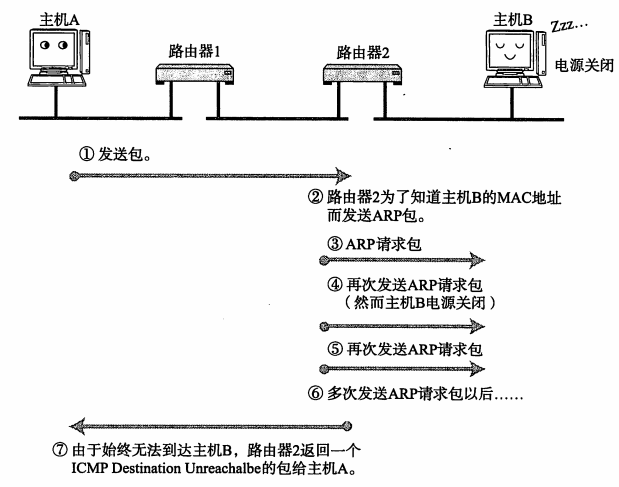 主机A
主机B
Zzz…
路由器1
路由器2
电源关闭
① 发送包。
② 路由器2为了知道主机B的MAC地址
而发送ARP包。
③ ARP请求包
④ 再次发送ARP请求包
（然而主机B电源关闭）
⑤ 再次发送ARP请求包
⑥ 多次发送ARP请求包以后……
⑦ 由于始终无法到达主机B，路由器2返回一个
ICMP Destination Unreachalbe的包给主机A。